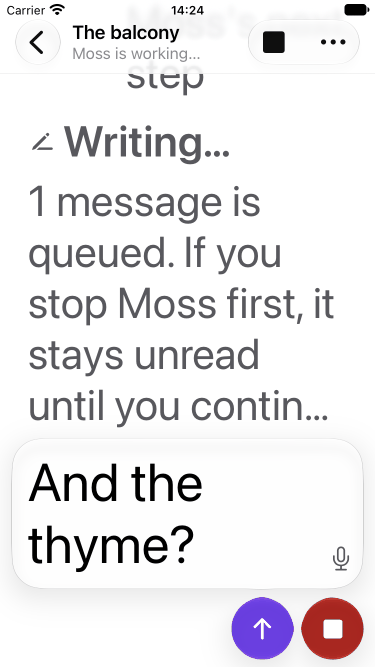 Carrier
14:24
The balcony
Moss is working...
step
Writing...
1 message is
queued. If you
stop Moss first, it
stays unread
until you contin...
And the
thyme?